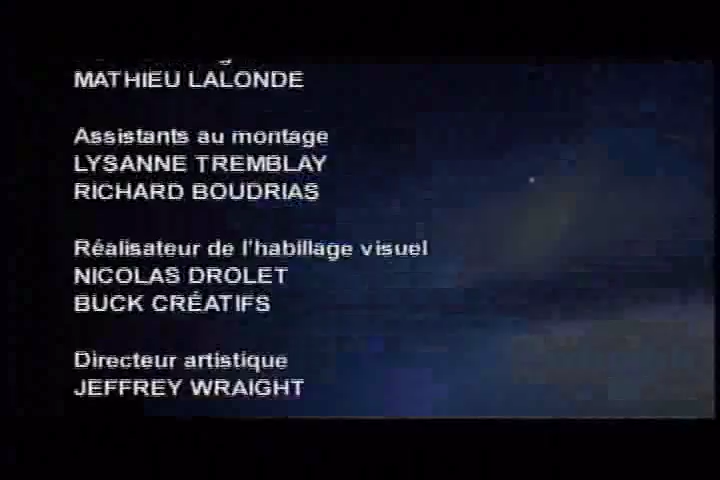 MATHIEU LALONDE
Assistants au montage
LYSANNE TREMBLAY
RICHARD BOUDRIAS
Réalisateur de l'habillage visuel
NICOLAS DROLET
BUCK CRÉATIFS
Directeur artistique
JEFFREY WRAIGHT